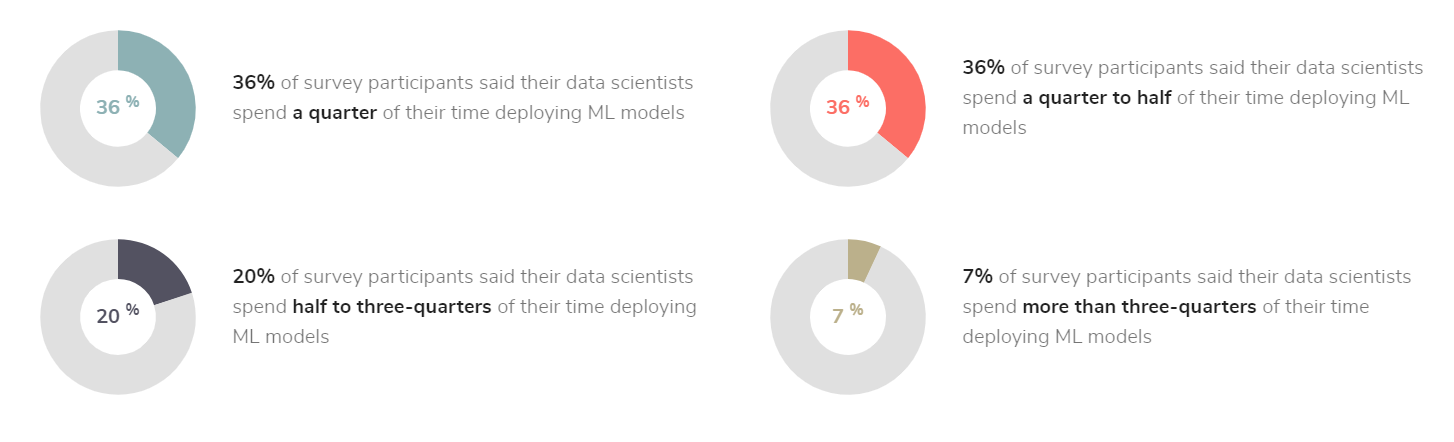 36 %
36% of survey participants said their data scientists
spend a quarter of their time deploying ML models
36 %
36% of survey participants said their data scientists
spend a quarter to half of their time deploying ML
models
20 %
20% of survey participants said their data scientists
spend half to three-quarters of their time deploying
ML models
7 %
7% of survey participants said their data scientists
spend more than three-quarters of their time
deploying ML models